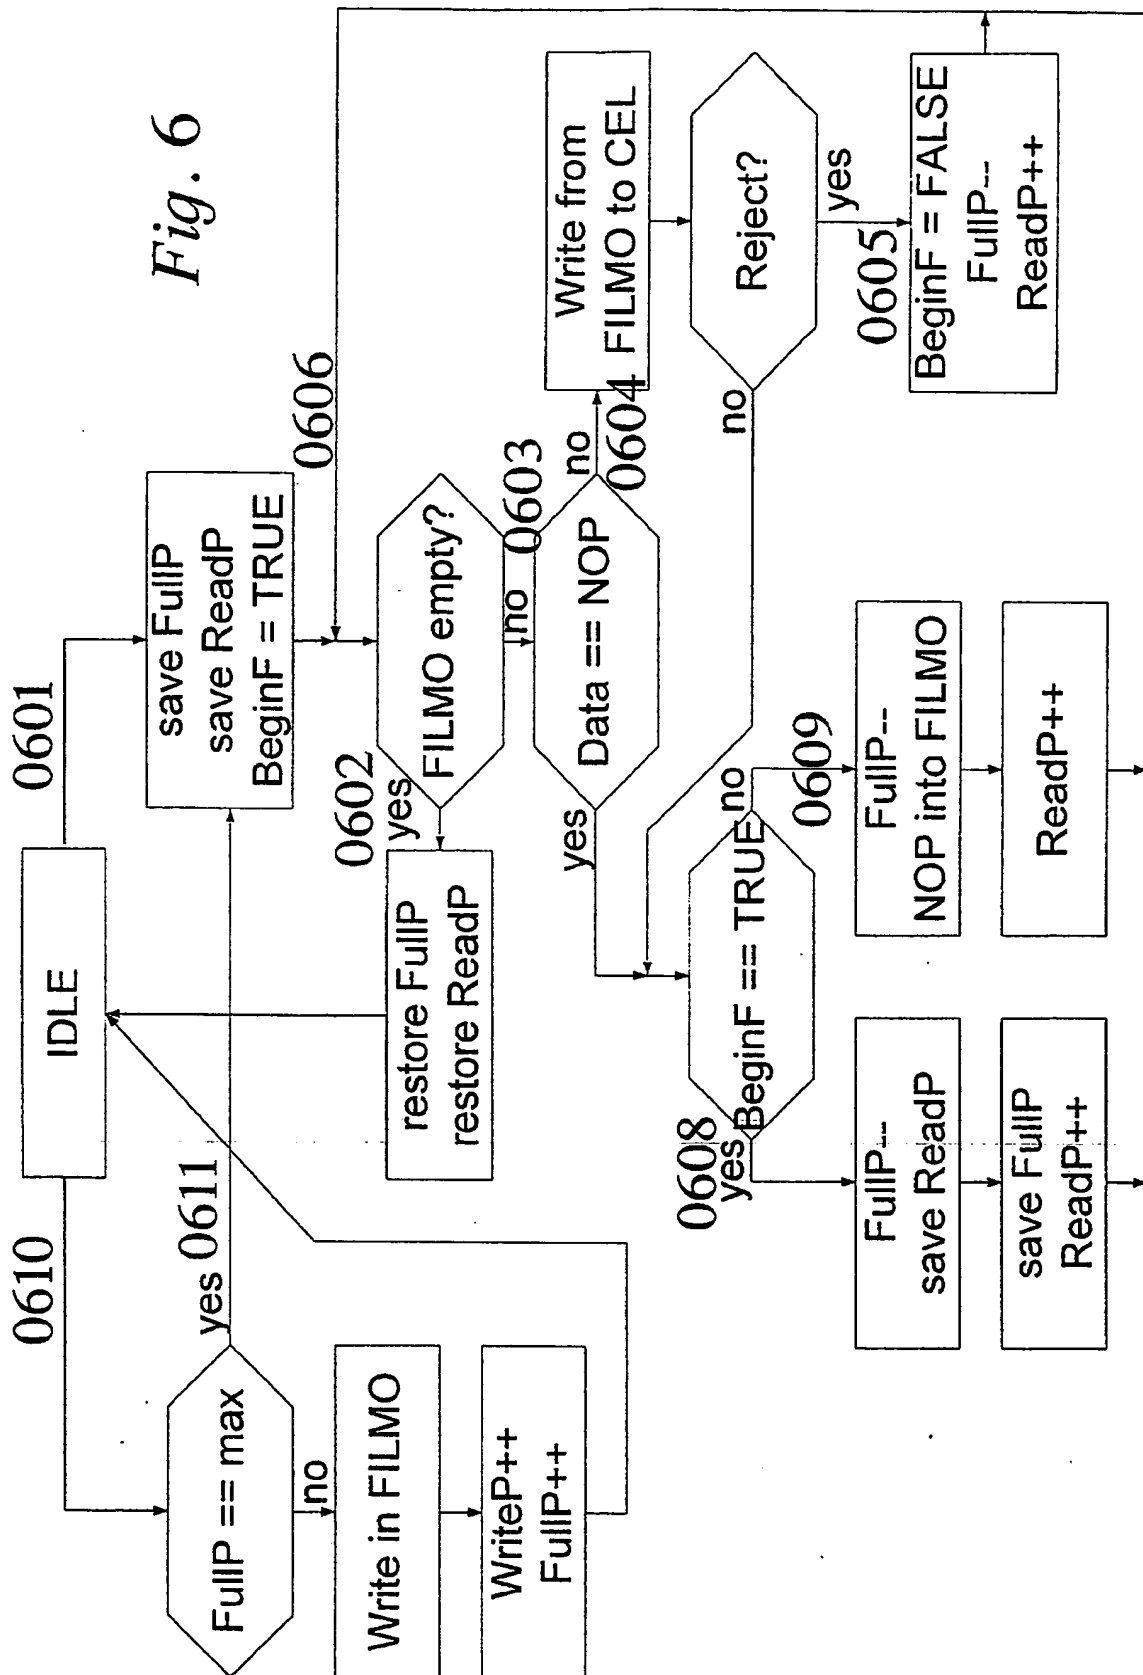 Fig. 6
0610
0601
IDLE
FullP == max
yes 0611
no
Write in FILMO
WriteP++
FullP++
save FullP
save ReadP
BeginF = TRUE
0606
FILMO empty?
0602
yes
restore FullP
restore ReadP
no
0603
Data == NOP
no
yes
0604
Write from
FILMO to CEL
Reject?
no
yes
0605
BeginF = FALSE
FullP--
ReadP++
BeginF == TRUE
0608
yes
no
0609
FullP--
save ReadP
save FullP
ReadP++
FullP--
NOP into FILMO
ReadP++